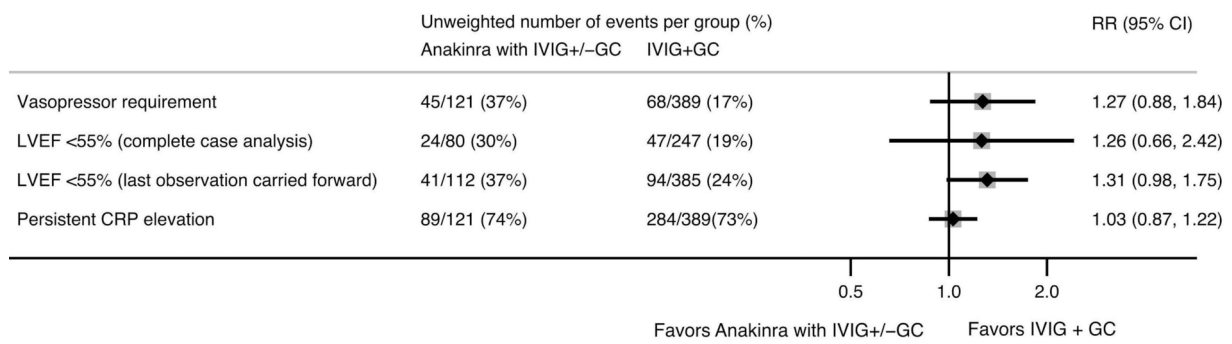 Unweighted number of events per group (%)
RR (95% CI)
Anakinra with IVIG+/−GC IVIG+GC
Vasopressor requirement 45/121 (37%) 68/389 (17%) 1.27 (0.88, 1.84)
LVEF <55% (complete case analysis) 24/80 (30%) 47/247 (19%) 1.26 (0.66, 2.42)
LVEF <55% (last observation carried forward) 41/112 (37%) 94/385 (24%) 1.31 (0.98, 1.75)
Persistent CRP elevation 89/121 (74%) 284/389(73%) 1.03 (0.87, 1.22)
0.5 1.0 2.0
Favors Anakinra with IVIG+/−GC Favors IVIG + GC